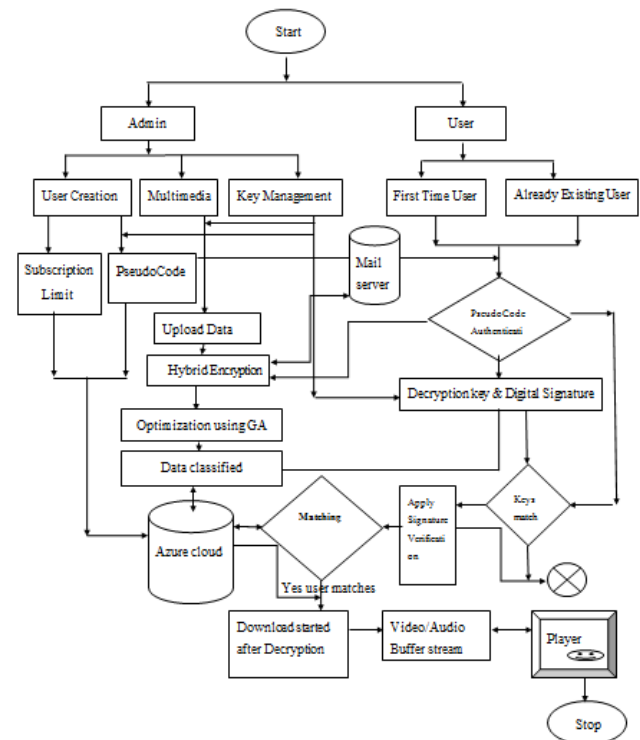 Start
Admin
User
User Creation
Multimedia
Key Management
First Time User
Already Existing User
Subscription
Limit
PseudoCode
Mail
server
PseudoCode
Authenticati
Upload Data
Hybrid Encryption
Decryption key & Digital Signature
Optimization using GA
Data classified
Keys
match
Matching
Apply
Signature
Verificati
on
Azure cloud
Yes user matches
Download started
after Decryption
Video/Audio
Buffer stream
Player
Stop